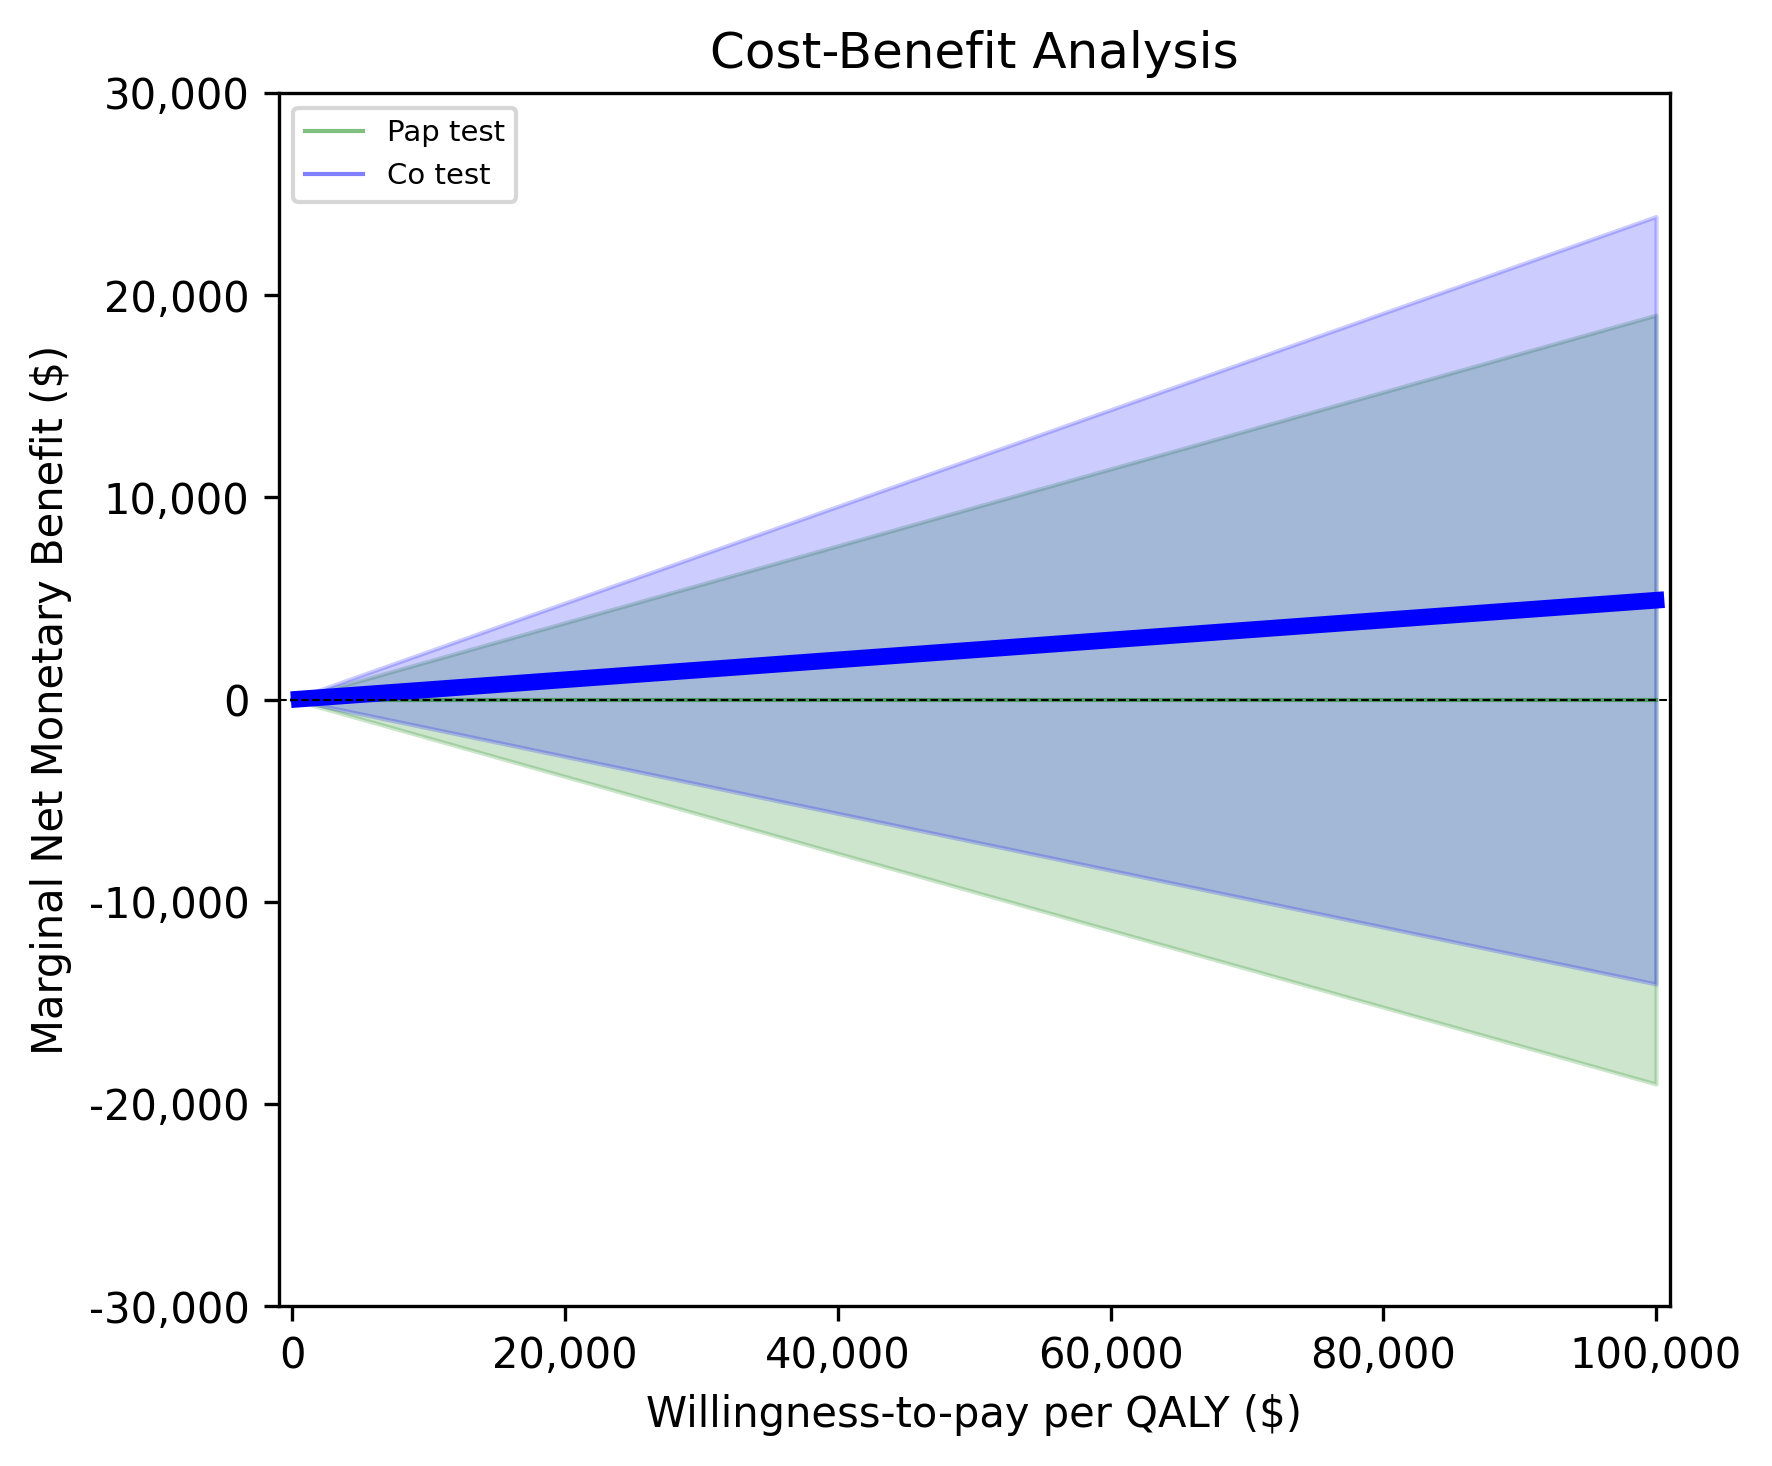 Cost-Benefit Analysis
Pap test
Co test
30,000
20,000
10,000
0
-10,000
-20,000
-30,000
Marginal Net Monetary Benefit ($)
0 20,000 40,000 60,000 80,000 100,000
Willingness-to-pay per QALY ($)